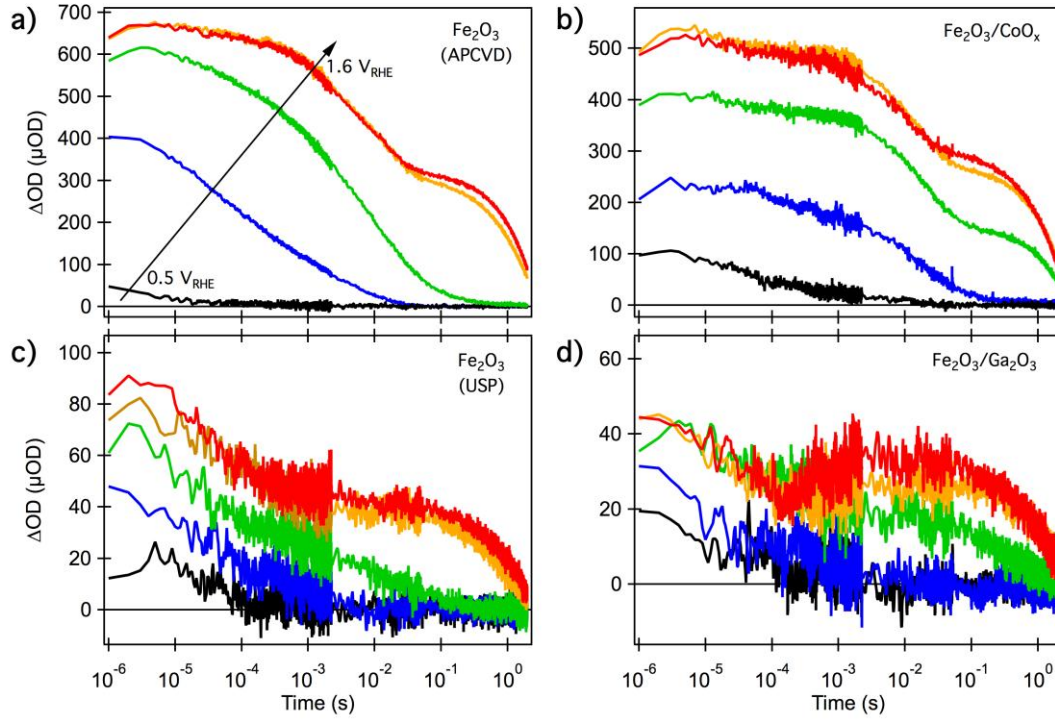 a)
Fe₂O₃
(APCVD)
1.6 V_RHE
0.5 V_RHE
ΔOD (μOD)
700
600
500
400
300
200
100
0
b)
Fe₂O₃/CoOₓ
500
400
300
200
100
0
c)
Fe₂O₃
(USP)
ΔOD (μOD)
100
80
60
40
20
0
10⁻⁶ 10⁻⁵ 10⁻⁴ 10⁻³ 10⁻² 10⁻¹ 10⁰
Time (s)
d)
Fe₂O₃/Ga₂O₃
60
40
20
0
10⁻⁶ 10⁻⁵ 10⁻⁴ 10⁻³ 10⁻² 10⁻¹ 10⁰
Time (s)